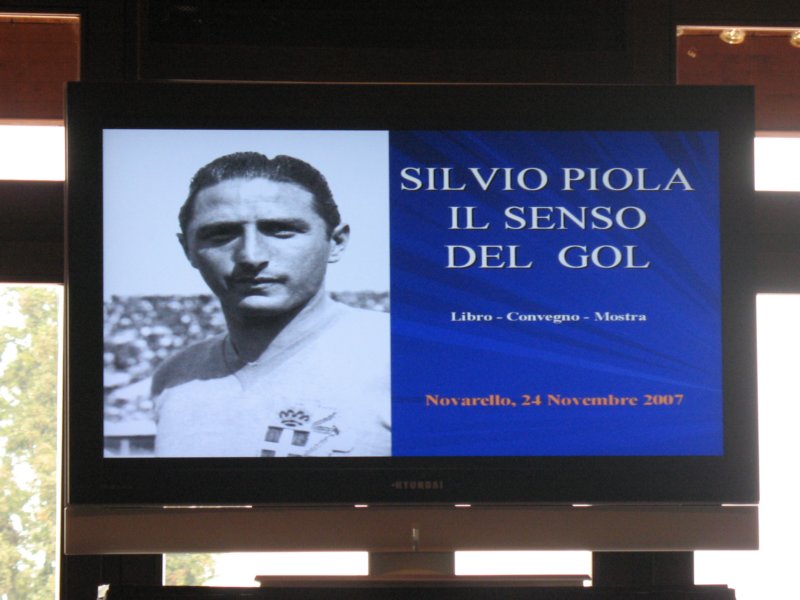 SILVIO PIOLA
IL SENSO
DEL GOL
Libro - Convegno - Mostra
Novarello, 24 Novembre 2007
HYUNDAI